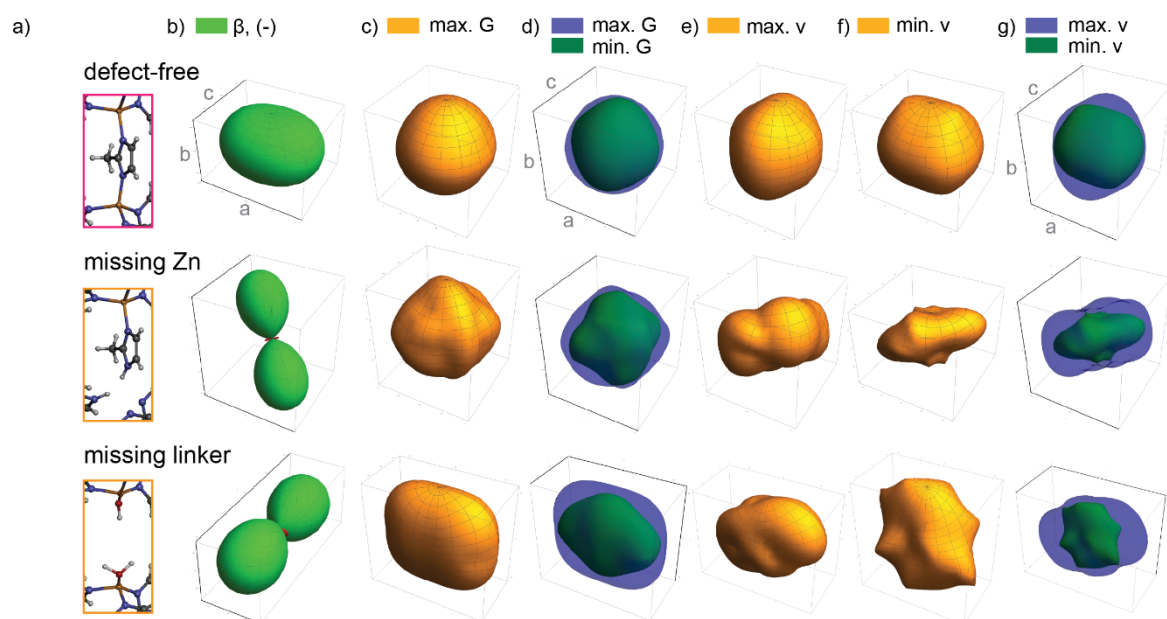 a)
b) β, (-)
c) max. G
d) max. G
min. G
e) max. v
f) min. v
g) max. v
min. v
defect-free
c
b
a
c
b
a
c
b
a
missing Zn
missing linker